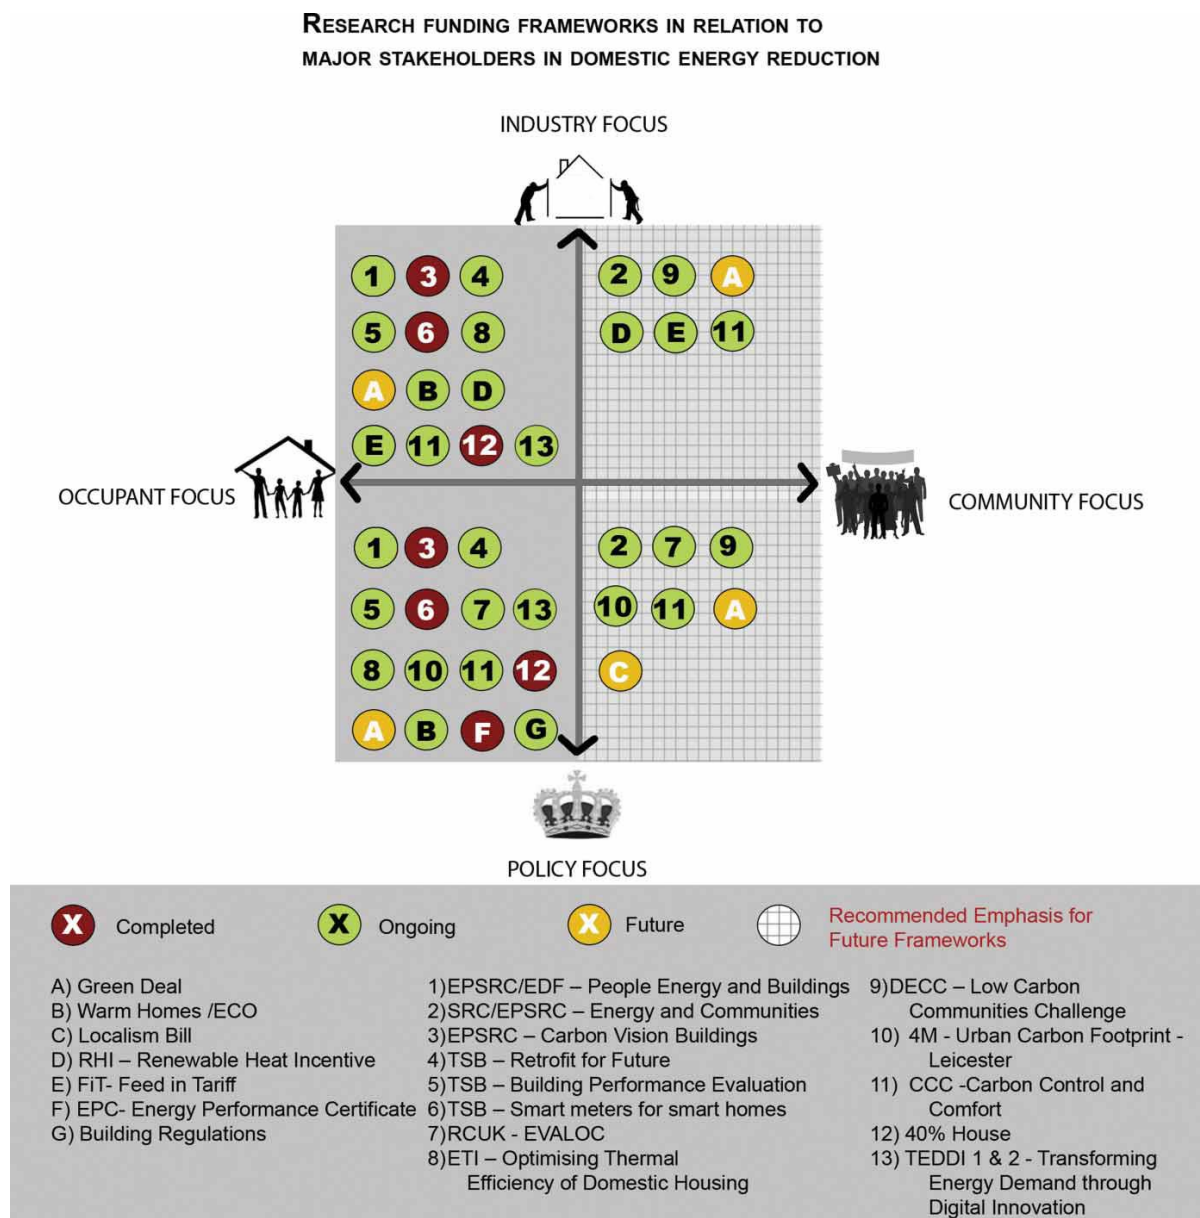 RESEARCH FUNDING FRAMEWORKS IN RELATION TO
MAJOR STAKEHOLDERS IN DOMESTIC ENERGY REDUCTION
INDUSTRY FOCUS
1 3 4
5 6 8
A B D
E 11 12 13
2 9 A
D E 11
OCCUPANT FOCUS
COMMUNITY FOCUS
1 3 4
5 6 7 13
8 10 11 12
A B F G
2 7 9
10 11 A
C
POLICY FOCUS
X Completed
X Ongoing
X Future
Recommended Emphasis for
Future Frameworks
A) Green Deal
B) Warm Homes /ECO
C) Localism Bill
D) RHI – Renewable Heat Incentive
E) FiT- Feed in Tariff
F) EPC- Energy Performance Certificate
G) Building Regulations
1)EPSRC/EDF – People Energy and Buildings
2)SRC/EPSRC – Energy and Communities
3)EPSRC – Carbon Vision Buildings
4)TSB – Retrofit for Future
5)TSB – Building Performance Evaluation
6)TSB – Smart meters for smart homes
7)RCUK - EVALOC
8)ETI – Optimising Thermal
Efficiency of Domestic Housing
9)DECC – Low Carbon
Communities Challenge
10) 4M - Urban Carbon Footprint -
Leicester
11) CCC -Carbon Control and
Comfort
12) 40% House
13) TEDDI 1 & 2 - Transforming
Energy Demand through
Digital Innovation